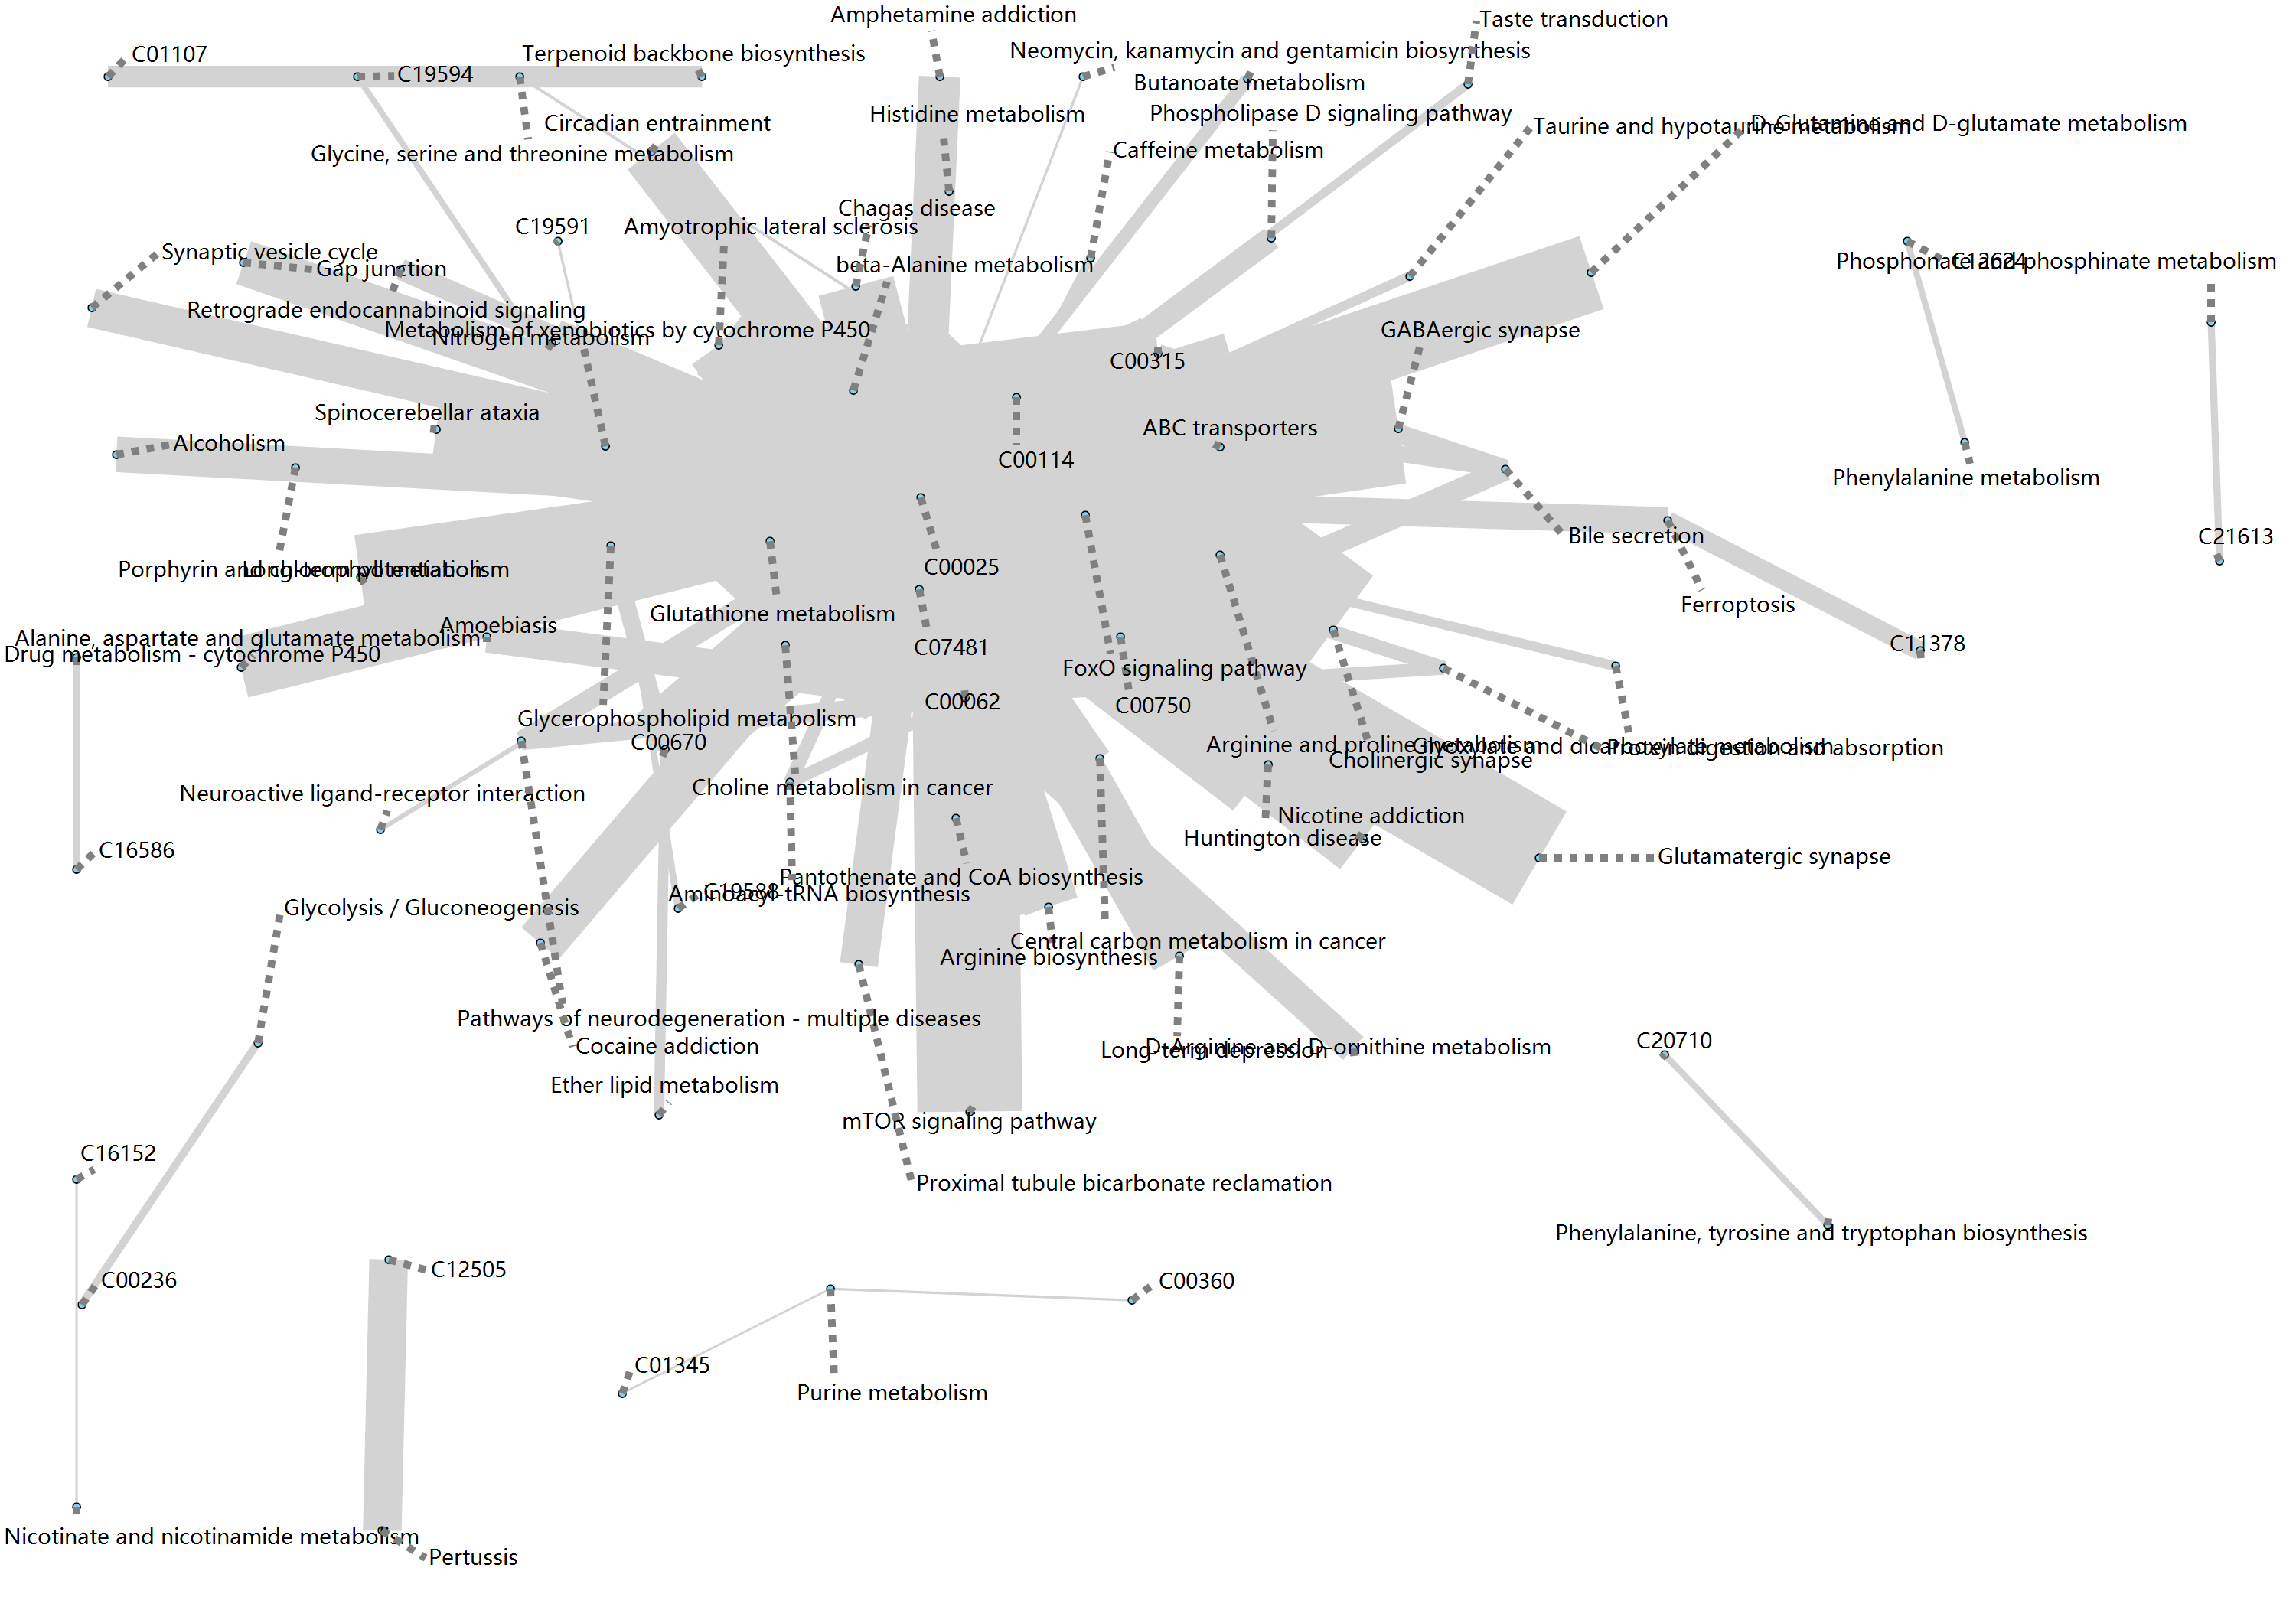 Amphetamine addiction
Taste transduction
C01107
Terpenoid backbone biosynthesis
Neomycin, kanamycin and gentamicin biosynthesis
C19594
Butanoate metabolism
Histidine metabolism
Phospholipase D signaling pathway
Circadian entrainment
Taurine and hypotaurine metabolism
D-Glutamine and D-glutamate metabolism
Glycine, serine and threonine metabolism
Caffeine metabolism
Chagas disease
C19591
Amyotrophic lateral sclerosis
Synaptic vesicle cycle
Gap junction
beta-Alanine metabolism
Phosphonate and phosphinate metabolism
C12624
Retrograde endocannabinoid signaling
Metabolism of xenobiotics by cytochrome P450
Nitrogen metabolism
GABAergic synapse
C00315
Spinocerebellar ataxia
ABC transporters
Alcoholism
C00114
Phenylalanine metabolism
Bile secretion
C21613
Porphyrin and chlorophyll metabolism
Long-term potentiation
C00025
Ferroptosis
Glutathione metabolism
Amoebiasis
Alanine, aspartate and glutamate metabolism
C11378
C07481
Drug metabolism - cytochrome P450
FoxO signaling pathway
C00062
C00750
Glycerophospholipid metabolism
C00670
Arginine and proline metabolism
Glyoxylate and dicarboxylate metabolism
Protein digestion and absorption
Cholinergic synapse
Choline metabolism in cancer
Neuroactive ligand-receptor interaction
Nicotine addiction
Huntington disease
C16586
Glutamatergic synapse
Pantothenate and CoA biosynthesis
C19588
Aminoacyl-tRNA biosynthesis
Glycolysis / Gluconeogenesis
Central carbon metabolism in cancer
Arginine biosynthesis
Pathways of neurodegeneration - multiple diseases
C20710
Cocaine addiction
Long-term depression
D-Arginine and D-ornithine metabolism
Ether lipid metabolism
mTOR signaling pathway
C16152
Proximal tubule bicarbonate reclamation
Phenylalanine, tyrosine and tryptophan biosynthesis
C12505
C00236
C00360
C01345
Purine metabolism
Nicotinate and nicotinamide metabolism
Pertussis